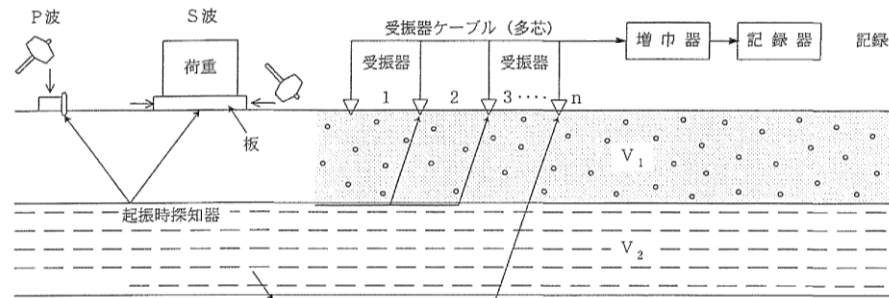 P波
S波
受振器ケーブル（多芯）
増巾器
記録器
記録
荷重
受振器
受振器
1
2
3‥‥
n
板
V₁
起振時探知器
V₂